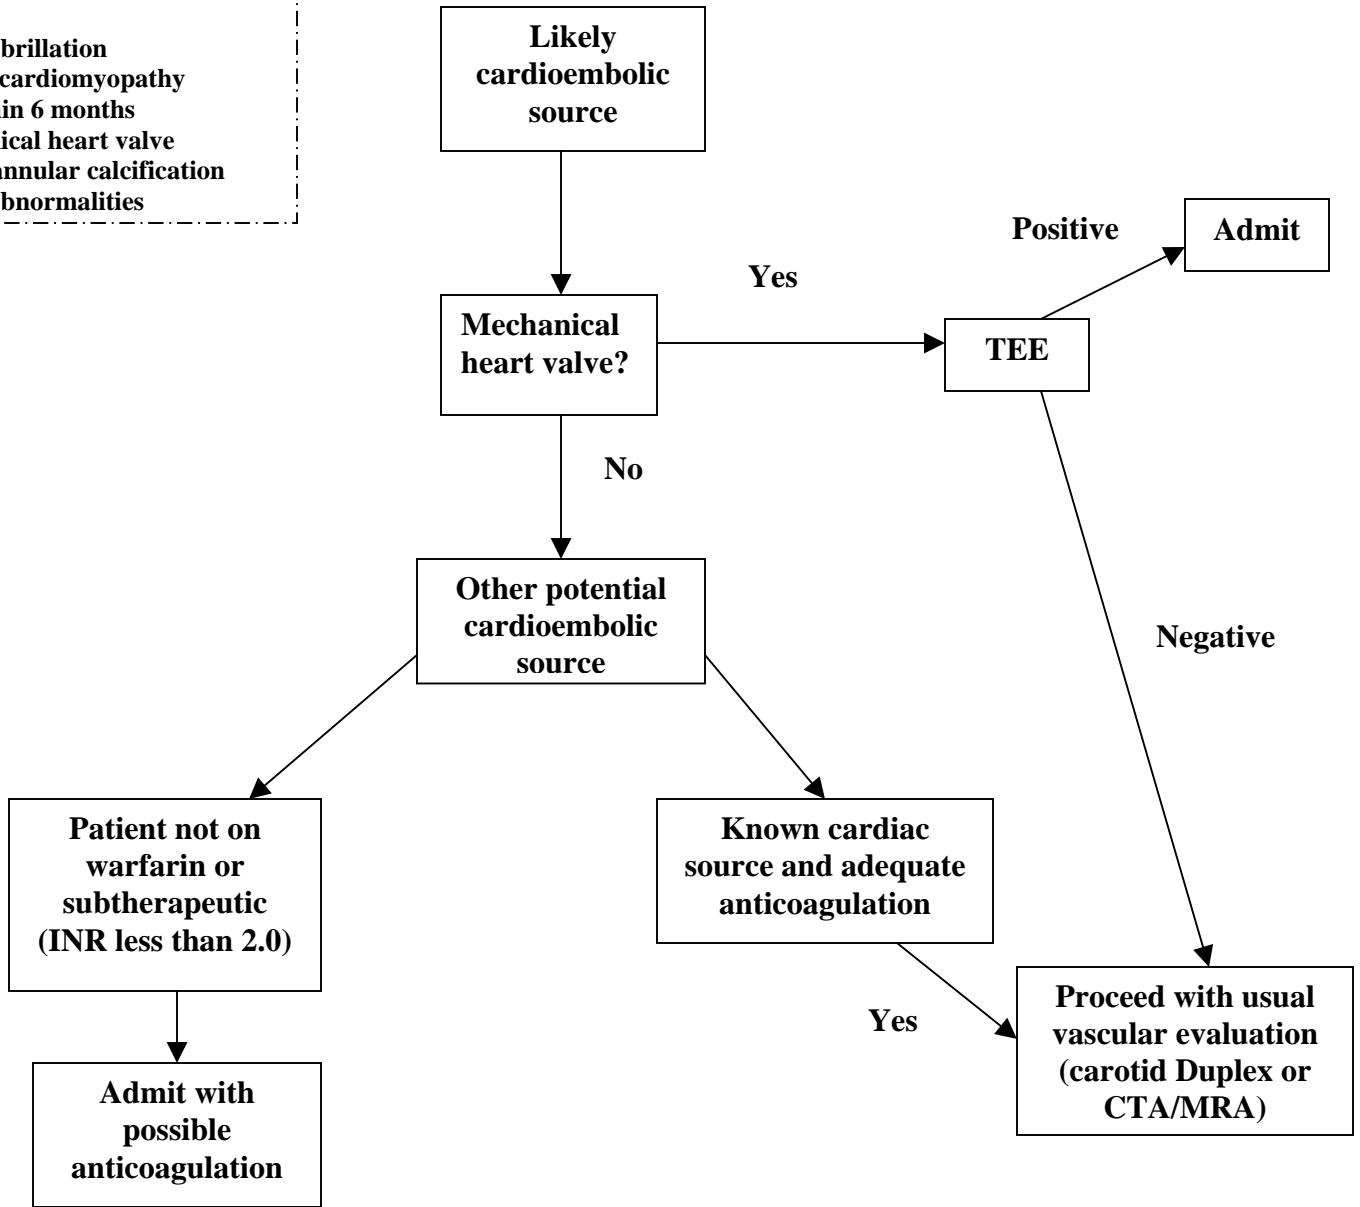 brillation
cardiomyopathy
in 6 months
ical heart valve
annular calcification
bnormalities
Likely
cardioembolic
source
Positive
Admit
Yes
Mechanical
heart valve?
TEE
No
Other potential
cardioembolic
source
Negative
Patient not on
warfarin or
subtherapeutic
(INR less than 2.0)
Known cardiac
source and adequate
anticoagulation
Yes
Proceed with usual
vascular evaluation
(carotid Duplex or
CTA/MRA)
Admit with
possible
anticoagulation